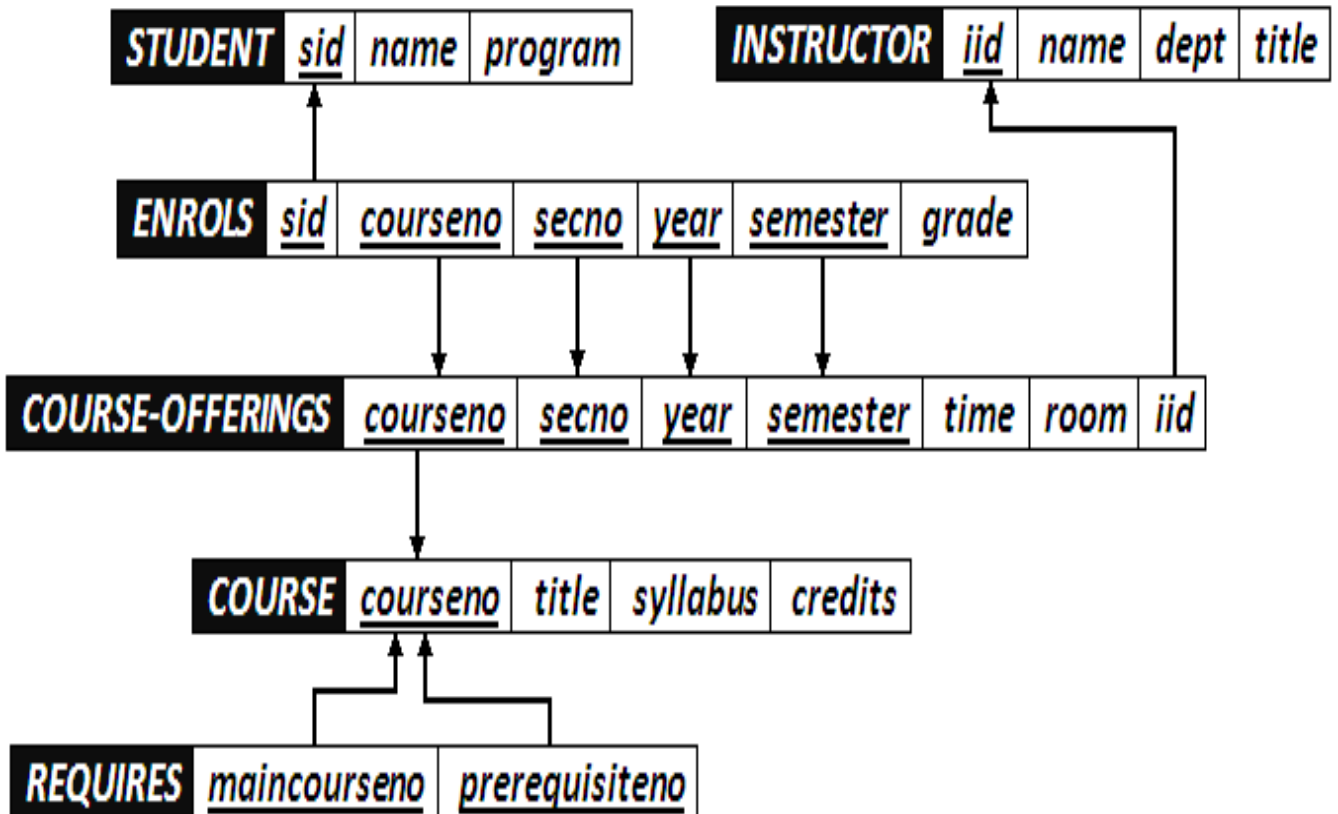 STUDENT sid name program
INSTRUCTOR iid name dept title
ENROLS sid courseno secno year semester grade
COURSE-OFFERINGS courseno secno year semester time room iid
COURSE courseno title syllabus credits
REQUIRES maincourseno prerequisiteno